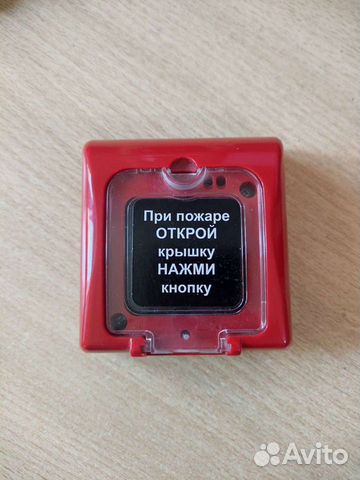 При пожаре
ОТКРОЙ
крышку
НАЖМИ
кнопку
Avito